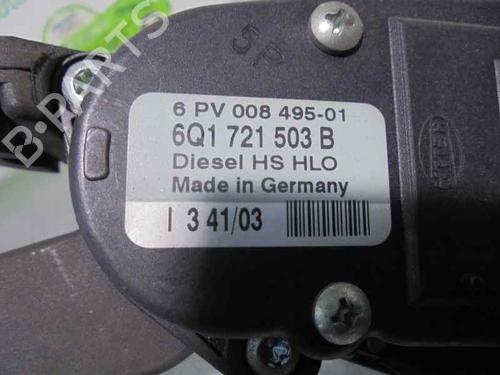 B-PARTS
5P
6 PV 008 495-01
6Q1 721 503 B
Diesel HS HLO
Made in Germany
I 3 41/03